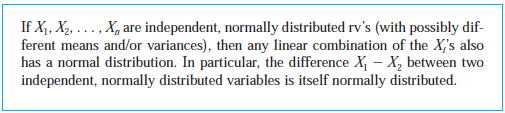 If X₁, X₂, . . . , Xₙ are independent, normally distributed rv's (with possibly dif-
ferent means and/or variances), then any linear combination of the Xᵢ's also
has a normal distribution. In particular, the difference X₁ − X₂ between two
independent, normally distributed variables is itself normally distributed.